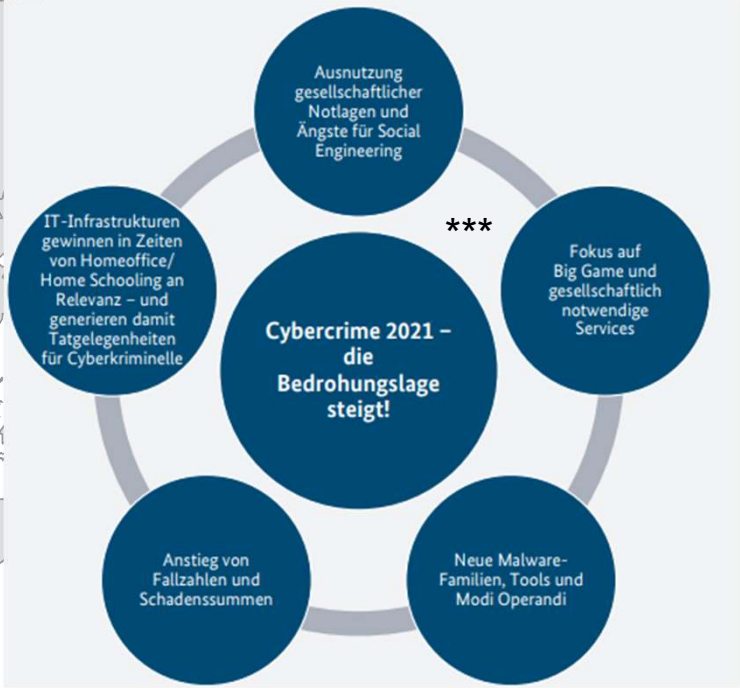 Ausnutzung
gesellschaftlicher
Notlagen und
Ängste für Social
Engineering
***
IT-Infrastrukturen
gewinnen in Zeiten
von Homeoffice/
Home Schooling an
Relevanz – und
generieren damit
Tatgelegenheiten
für Cyberkriminelle
Fokus auf
Big Game und
gesellschaftlich
notwendige
Services
Cybercrime 2021 –
die
Bedrohungslage
steigt!
Anstieg von
Fallzahlen und
Schadenssummen
Neue Malware-
Familien, Tools und
Modi Operandi